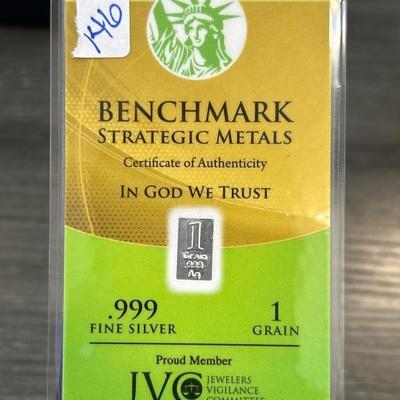 K46
BENCHMARK
STRATEGIC METALS
Certificate of Authenticity
IN GOD WE TRUST
1
Grain
.999
Ag
.999
FINE SILVER
1
GRAIN
Proud Member
JVC
JEWELERS
VIGILANCE
COMMITTEE